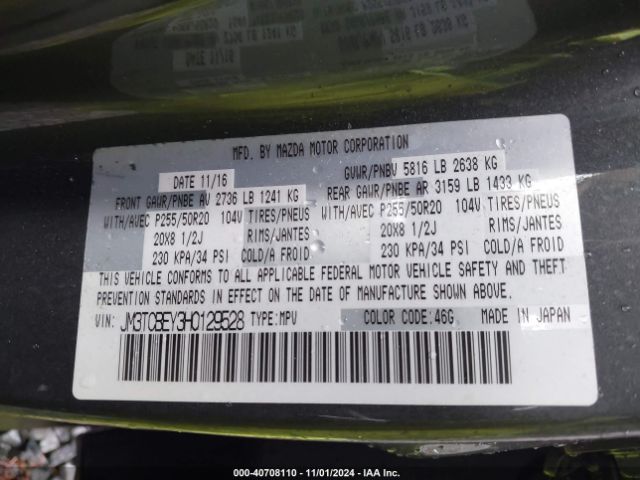 MFD. BY MAZDA MOTOR CORPORATION
DATE 11/16
GVWR/PNBV 5816 LB 2638 KG
FRONT GAWR/PNBE AV 2736 LB 1241 KG
REAR GAWR/PNBE AR 3159 LB 1433 KG
WITH/AVEC P255/50R20 104V TIRES/PNEUS
WITH/AVEC P255/50R20 104V TIRES/PNEUS
20X8 1/2J RIMS/JANTES
20X8 1/2J RIMS/JANTES
230 KPA/34 PSI COLD/A FROID
230 KPA/34 PSI COLD/A FROID
THIS VEHICLE CONFORMS TO ALL APPLICABLE FEDERAL MOTOR VEHICLE SAFETY AND THEFT
PREVENTION STANDARDS IN EFFECT ON THE DATE OF MANUFACTURE SHOWN ABOVE.
VIN: JM3TCBEY3H0129528 TYPE:MPV COLOR CODE:46G MADE IN JAPAN
000-40708110 - 11/01/2024 - IAA Inc.